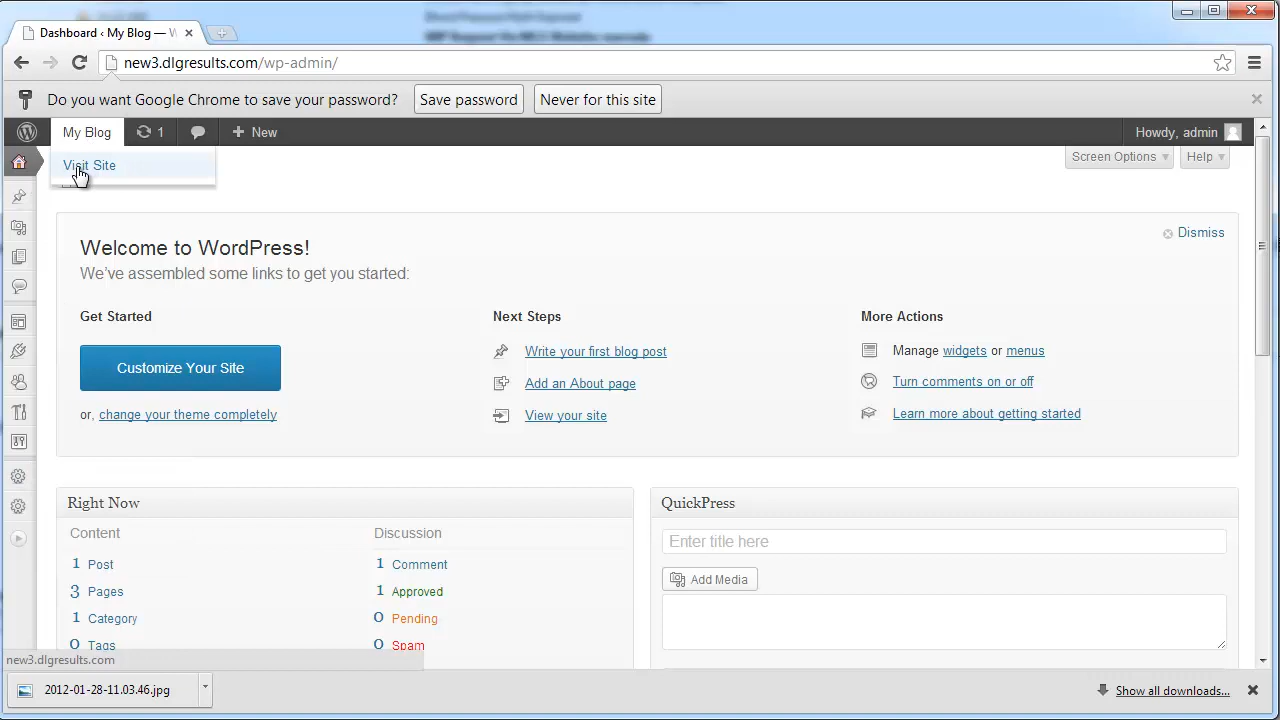 Dashboard ‹ My Blog — W
new3.dlgresults.com/wp-admin/
Do you want Google Chrome to save your password? Save password Never for this site
My Blog 1 + New Howdy, admin
Visit Site
Screen Options Help
Welcome to WordPress!
Dismiss
We've assembled some links to get you started:
Get Started
Customize Your Site
or, change your theme completely
Next Steps
Write your first blog post
Add an About page
View your site
More Actions
Manage widgets or menus
Turn comments on or off
Learn more about getting started
Right Now
Content
1 Post
3 Pages
1 Category
0 Tags
Discussion
1 Comment
1 Approved
0 Pending
0 Spam
QuickPress
Enter title here
Add Media
new3.dlgresults.com
2012-01-28-11.03.46.jpg
Show all downloads...